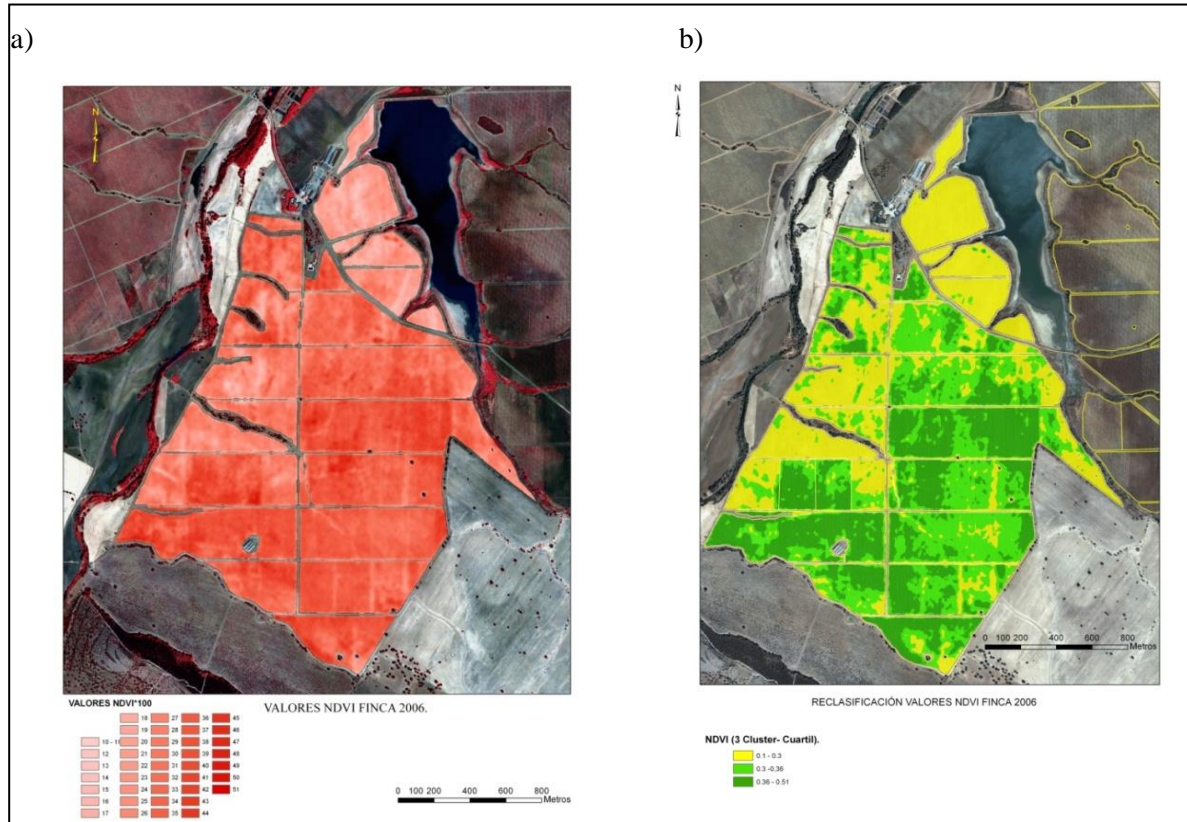 a)
b)
N
N
VALORES NDVI*100
VALORES NDVI FINCA 2006.
10 - 11
12
13
14
15
16
17
18
19
20
21
22
23
24
25
26
27
28
29
30
31
32
33
34
35
36
37
38
39
40
41
42
43
44
45
46
47
48
49
50
51
0 100 200 400 600 800
Metros
0 100 200 400 600 800
Metros
RECLASIFICACIÓN VALORES NDVI FINCA 2006
NDVI (3 Cluster- Cuartil).
0.1 - 0.3
0.3 -0,36
0.36 - 0.51